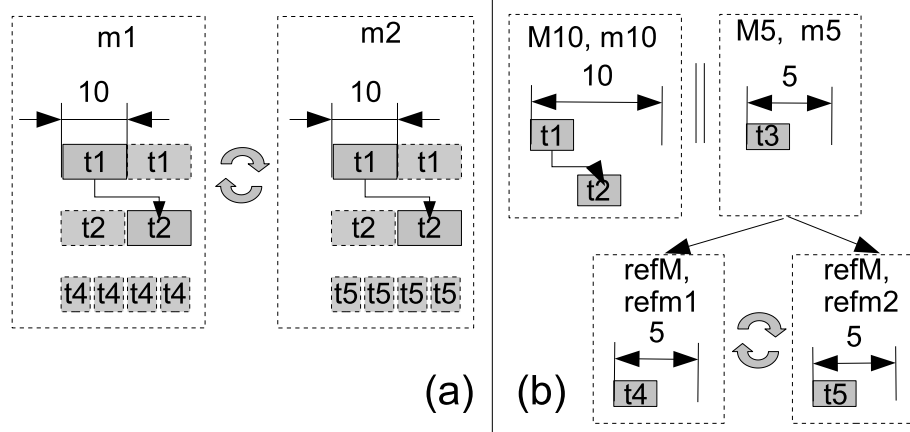 m1
10
t1 t1
t2 t2
t4 t4 t4 t4
m2
10
t1 t1
t2 t2
t5 t5 t5 t5
(a)
M10, m10
10
t1
t2
M5, m5
5
t3
refM,
refm1
5
t4
refM,
refm2
5
t5
(b)